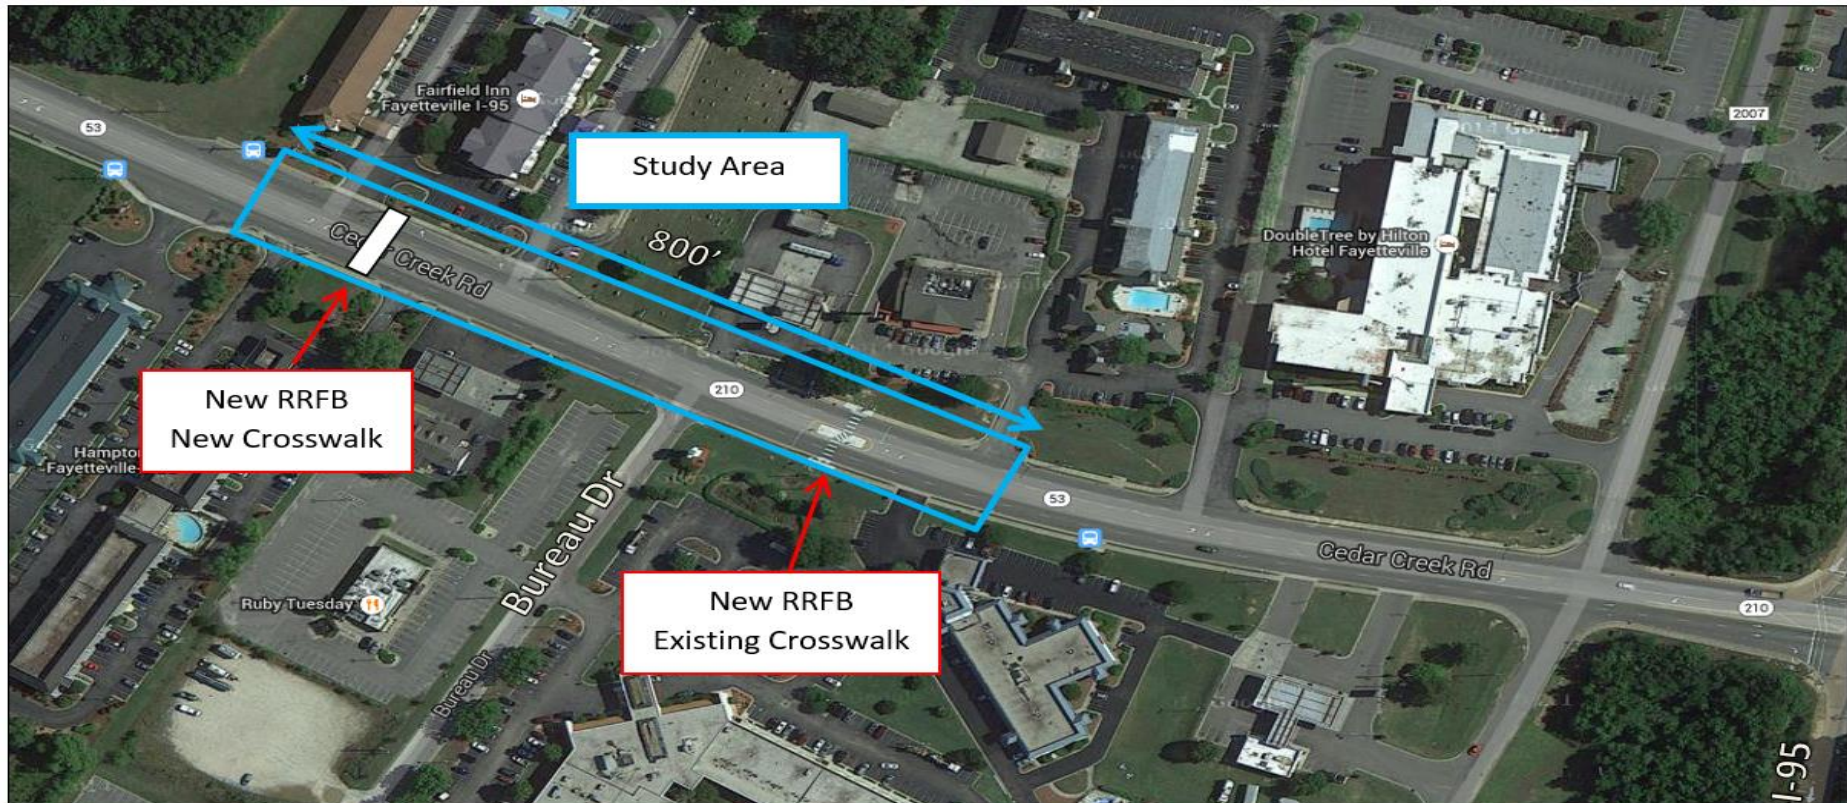 Fairfield Inn
Fayetteville I-95
53
Study Area
2007
800'
Cedar Creek Rd
DoubleTree by Hilton
Hotel Fayetteville
New RRFB
New Crosswalk
210
Hampton
Fayetteville
53
Bureau Dr
Cedar Creek Rd
New RRFB
Existing Crosswalk
Ruby Tuesday
210
Bureau Dr
I-95